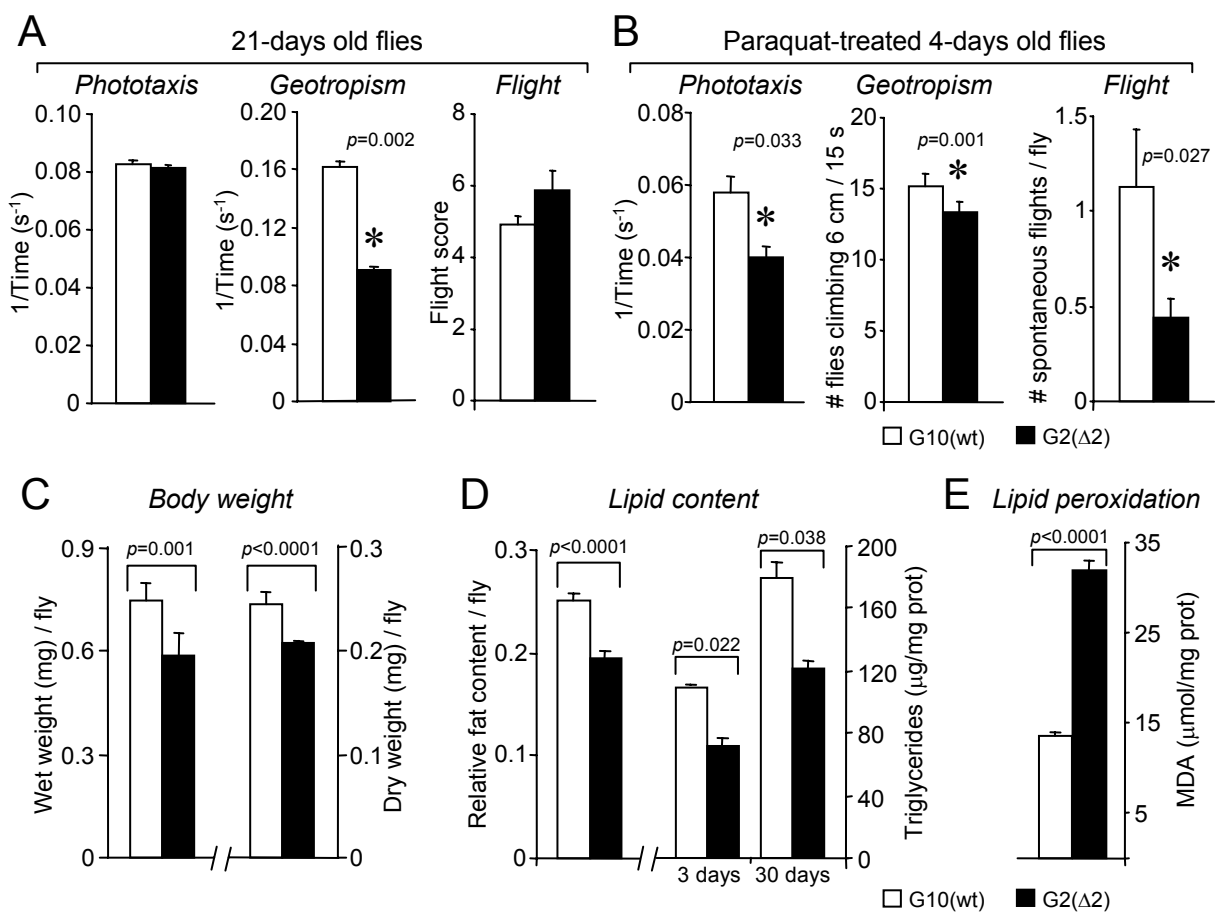 A
21-days old flies
Phototaxis
Geotropism
Flight
1/Time (s-1)
0.10
0.08
0.06
0.04
0.02
0
1/Time (s-1)
0.20
0.16
0.12
0.08
0.04
0
p=0.002
*
Flight score
8
6
4
2
0
B
Paraquat-treated 4-days old flies
Phototaxis
Geotropism
Flight
1/Time (s-1)
0.08
0.06
0.04
0.02
0
p=0.033
*
# flies climbing 6 cm / 15 s
20
15
10
5
0
p=0.001
*
# spontaneous flights / fly
1.5
1
0.5
0
p=0.027
*
G10(wt) G2(Δ2)
C
Body weight
Wet weight (mg) / fly
0.9
0.6
0.3
0
p=0.001
p<0.0001
0.3
0.2
0.1
0
Dry weight (mg) / fly
D
Lipid content
Relative fat content / fly
0.3
0.2
0.1
0
p<0.0001
p=0.022
p=0.038
3 days
30 days
200
160
120
80
40
0
Triglycerides (μg/mg prot)
E
Lipid peroxidation
p<0.0001
35
25
15
5
MDA (μmol/mg prot)
G10(wt) G2(Δ2)